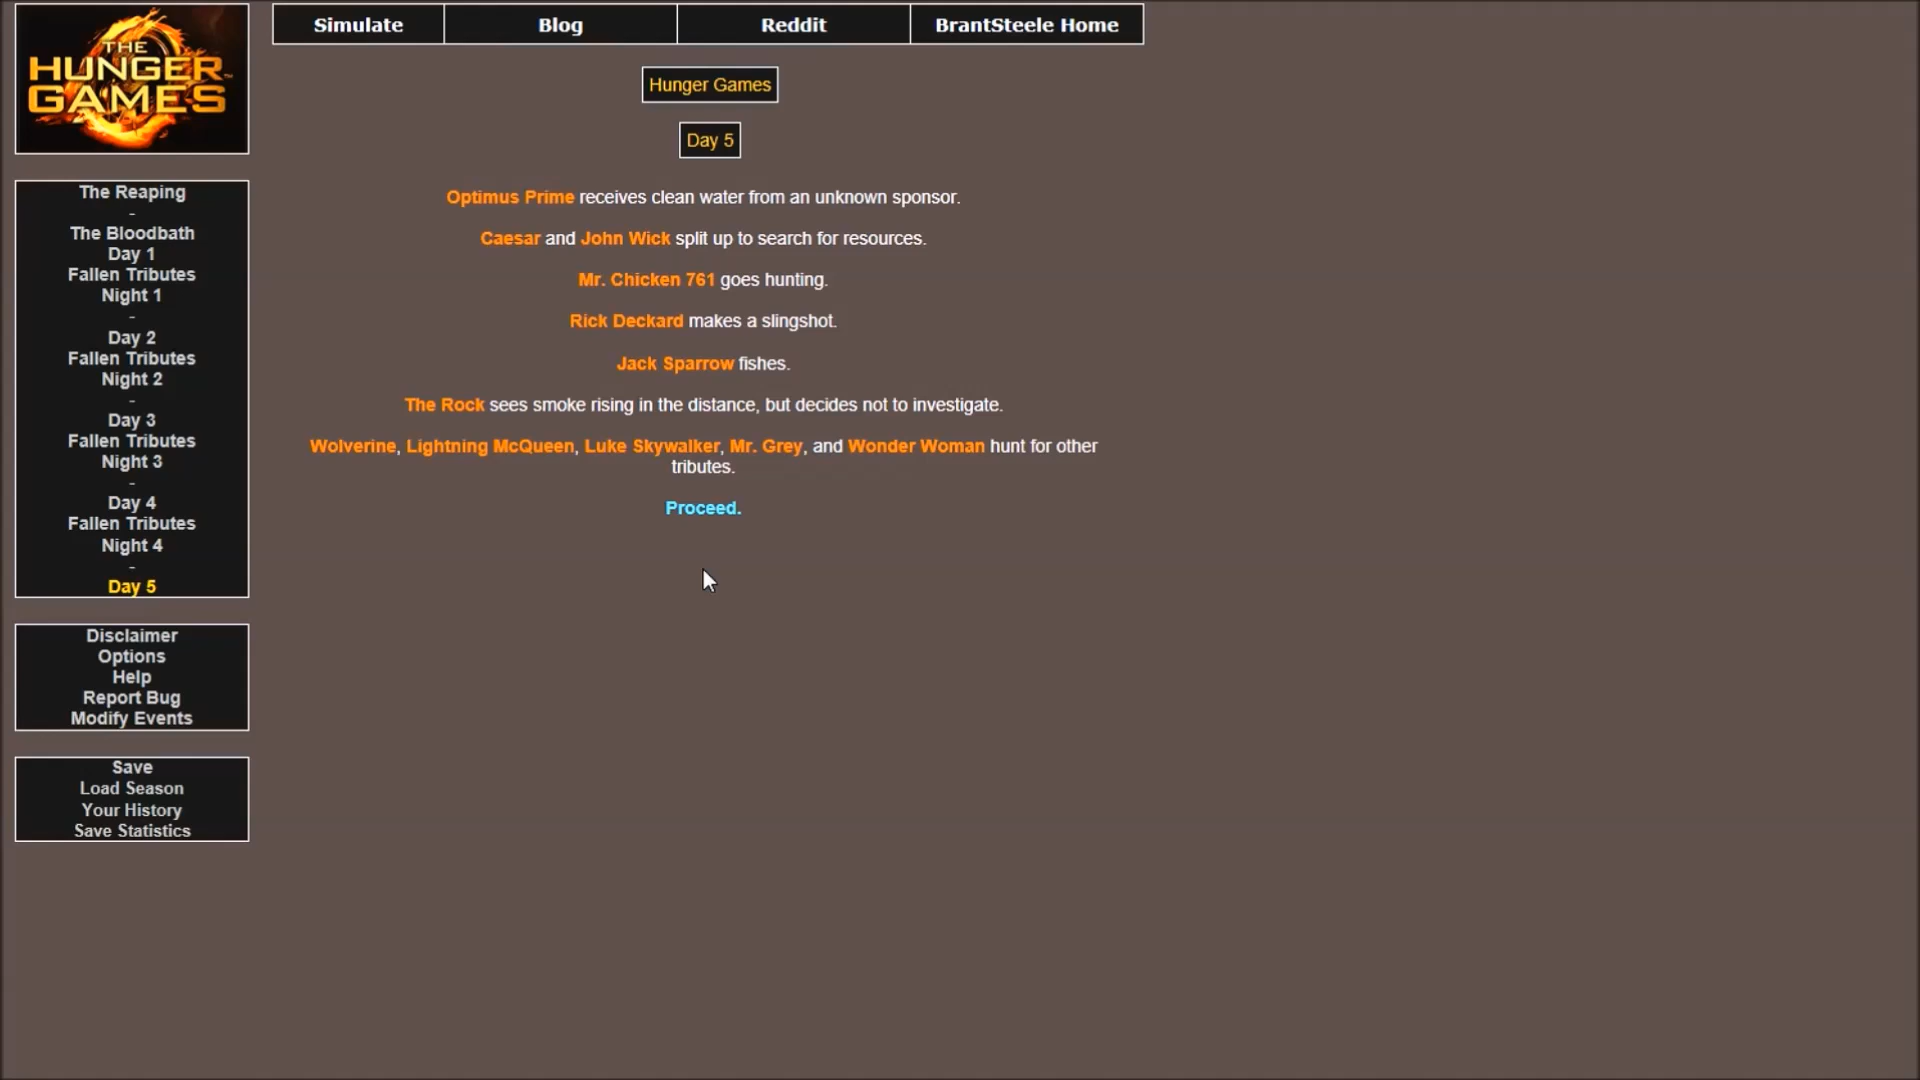 THE
HUNGER
GAMES
Simulate
Blog
Reddit
BrantSteele Home
Hunger Games
Day 5
The Reaping
-
The Bloodbath
Day 1
Fallen Tributes
Night 1
-
Day 2
Fallen Tributes
Night 2
-
Day 3
Fallen Tributes
Night 3
-
Day 4
Fallen Tributes
Night 4
-
Day 5
Disclaimer
Options
Help
Report Bug
Modify Events
Save
Load Season
Your History
Save Statistics
Optimus Prime receives clean water from an unknown sponsor.
Caesar and John Wick split up to search for resources.
Mr. Chicken 761 goes hunting.
Rick Deckard makes a slingshot.
Jack Sparrow fishes.
The Rock sees smoke rising in the distance, but decides not to investigate.
Wolverine, Lightning McQueen, Luke Skywalker, Mr. Grey, and Wonder Woman hunt for other
tributes.
Proceed.